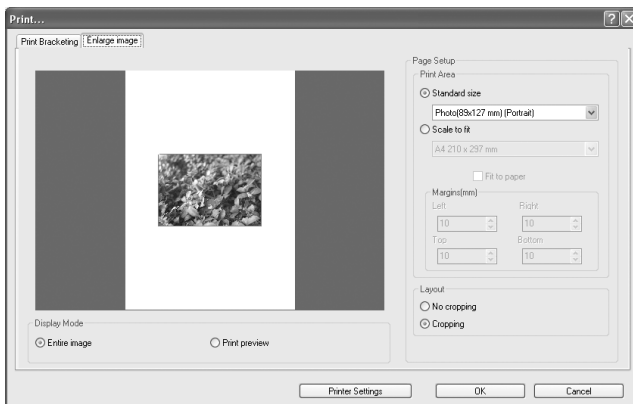 Print...
Print Bracketing Enlarge image
Page Setup
Print Area
Standard size
Photo(89x127 mm) (Portrait)
Scale to fit
A4 210 x 297 mm
Fit to paper
Margins(mm)
Left Right
10 10
Top Bottom
10 10
Layout
No cropping
Cropping
Display Mode
Entire image Print preview
Printer Settings OK Cancel